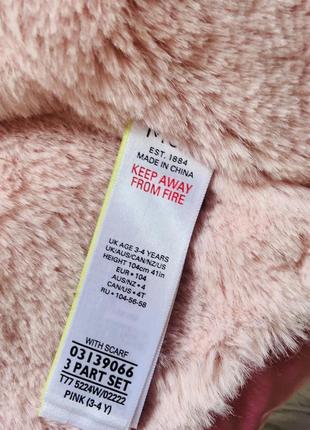 EST. 1884
MADE IN CHINA
KEEP AWAY
FROM FIRE
UK AGE 3-4 YEARS
UK/AUS/CAN/NZ/US
HEIGHT 104cm 41in
EUR • 104
AUS/NZ • 4
US/CAN • 4T
RU • 104-56-58
WITH SCARF
03139066
3 PART SET
T77 5224W/02222
PINK (3-4 Y)